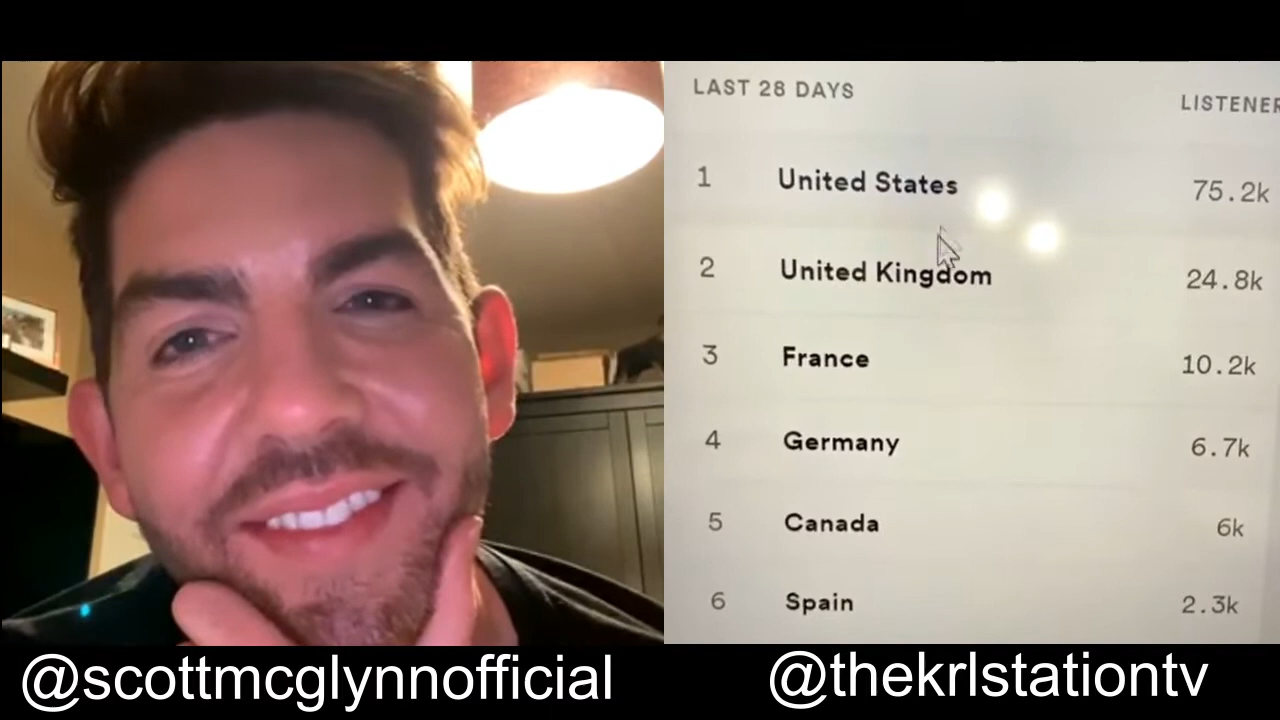 LAST 28 DAYS LISTENER
1 United States 75.2k
2 United Kingdom 24.8k
3 France 10.2k
4 Germany 6.7k
5 Canada 6k
6 Spain 2.3k
@scottmcglynnofficial @thekrlstationtv